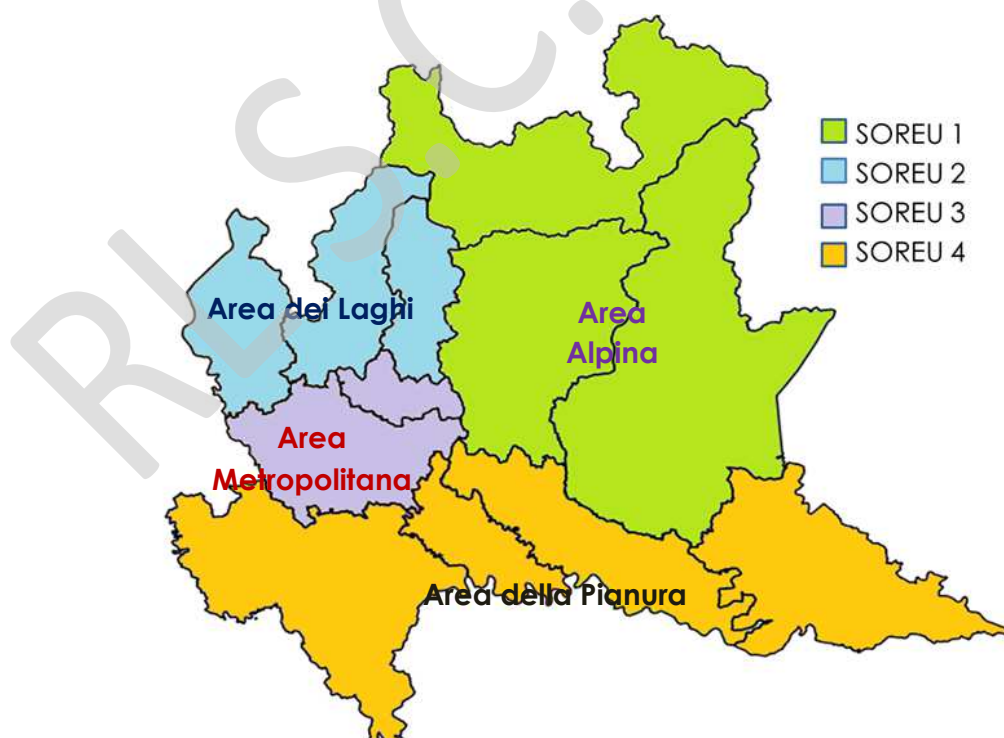 SOREU 1
SOREU 2
SOREU 3
SOREU 4
Area dei Laghi
Area
Alpina
Area
Metropolitana
Area della Pianura